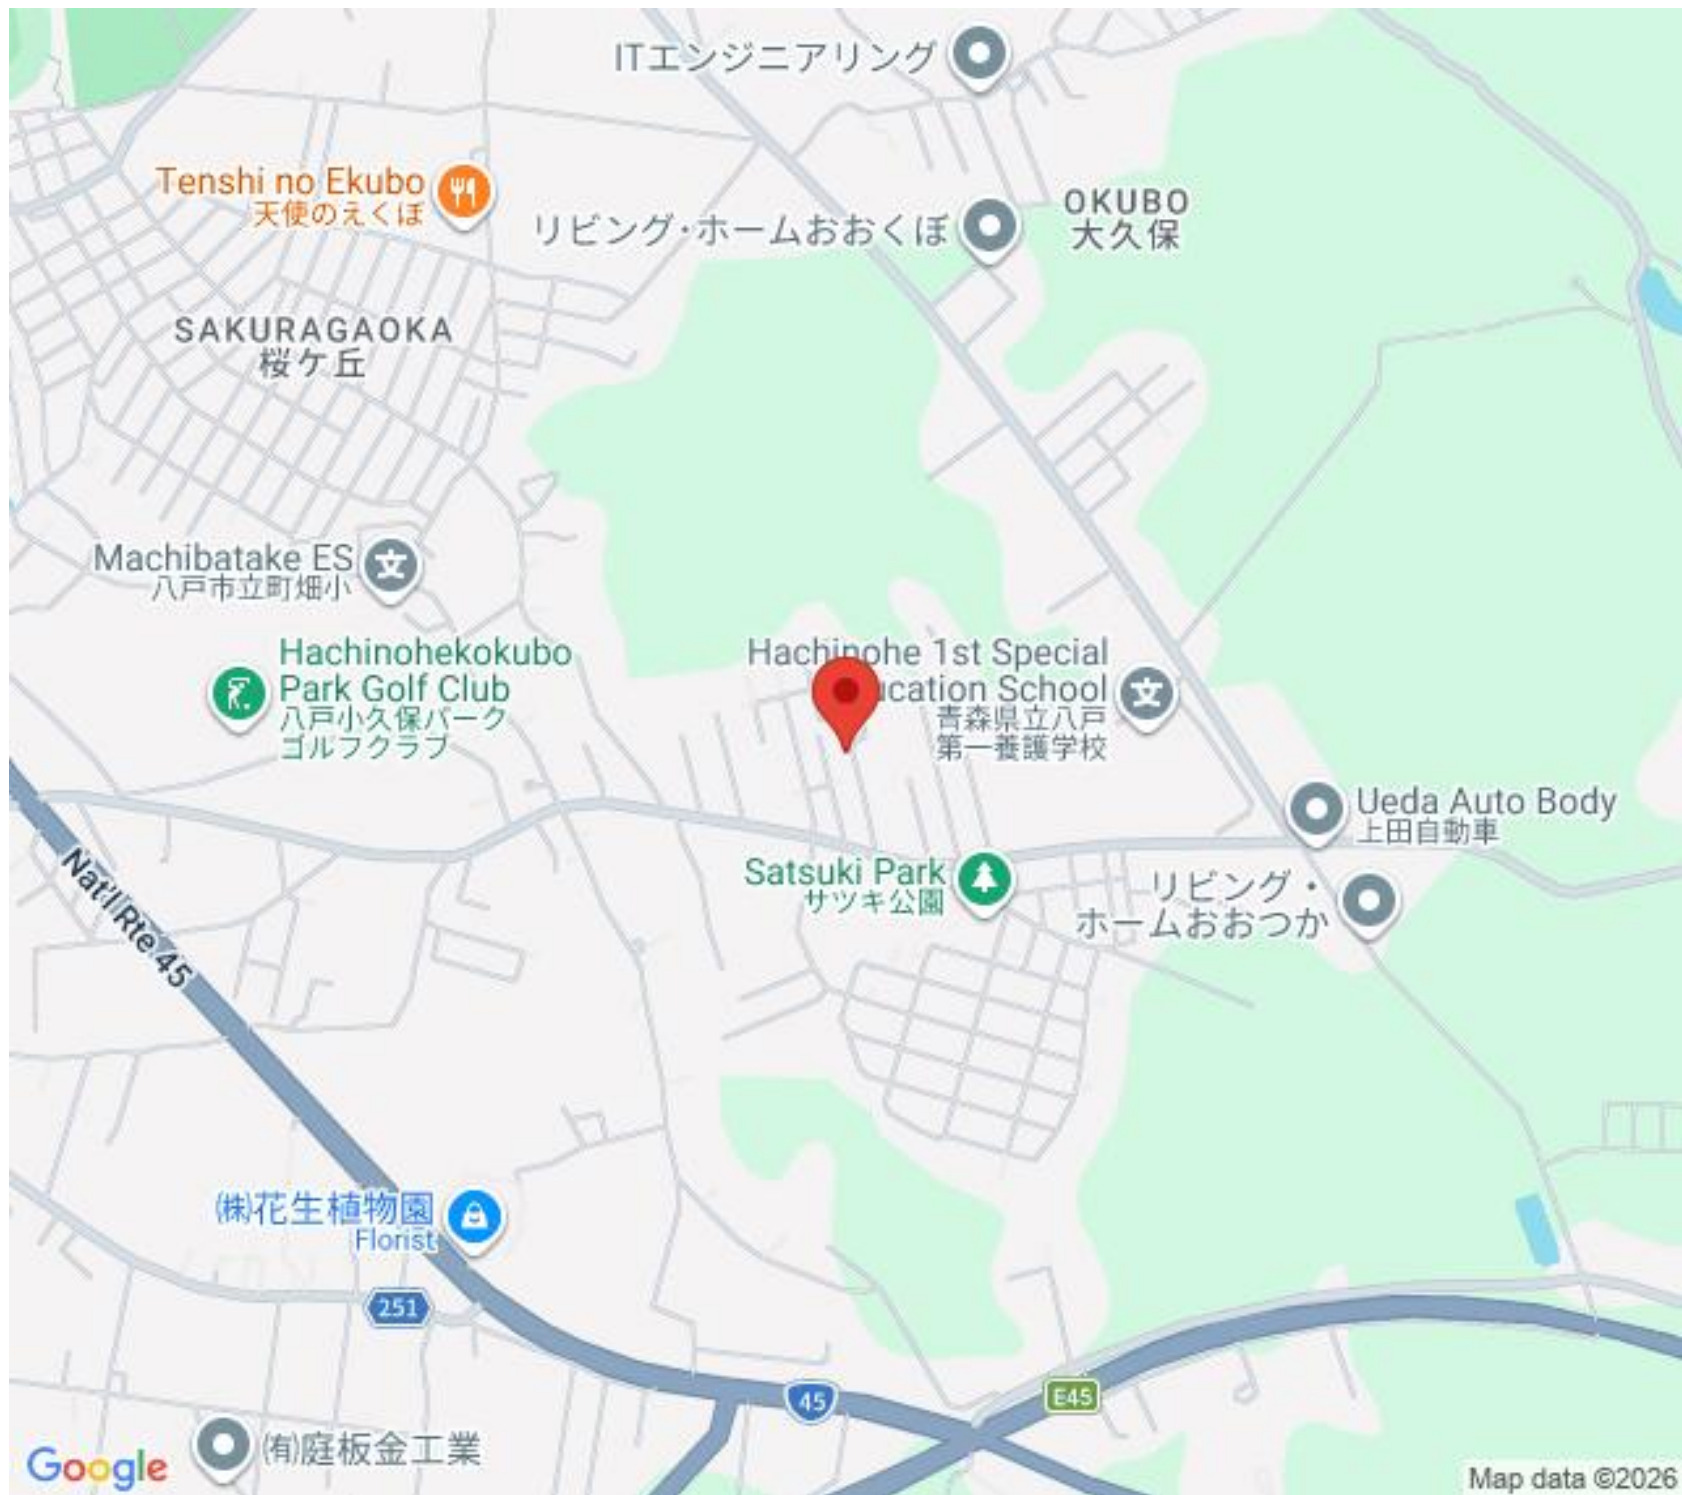 ITエンジニアリング
Tenshi no Ekubo
天使のえくぼ
リビング・ホームおおくぼ
OKUBO
大久保
SAKURAGAOKA
桜ケ丘
Machibatake ES
八戸市立町畑小
Hachinohekokubo
Park Golf Club
八戸小久保パーク
ゴルフクラブ
Hachinohe 1st Special
ucation School
青森県立八戸
第一養護学校
Ueda Auto Body
上田自動車
Satsuki Park
サツキ公園
リビング・
ホームおおつか
Nat'l Rte 45
㈱花生植物園
Florist
251
45
E45
㈲庭板金工業
Google
Map data ©2026